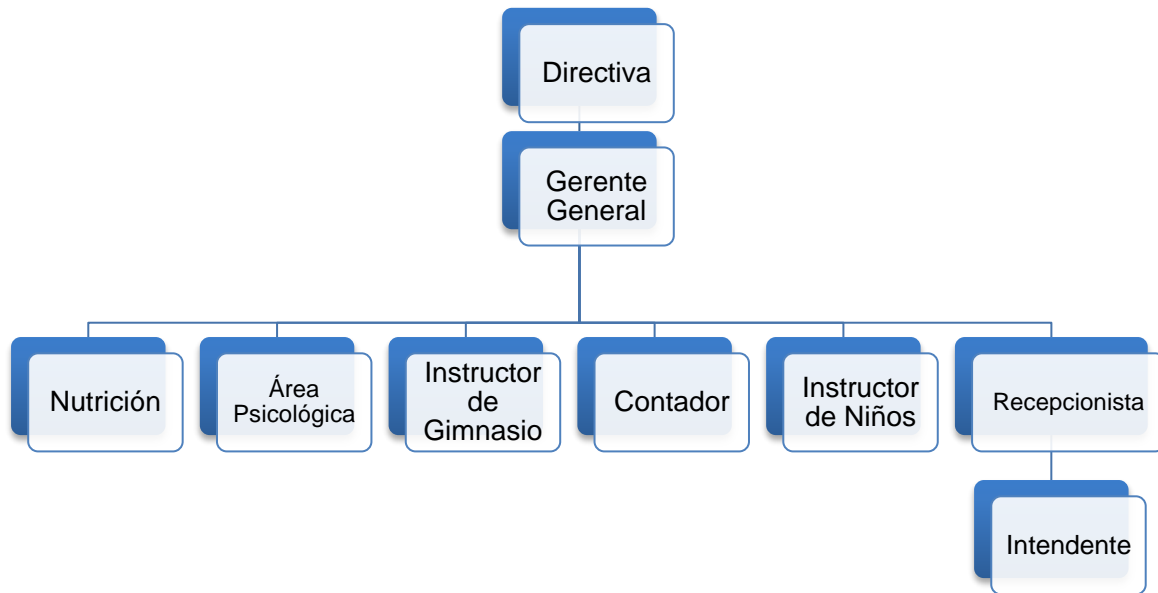 Directiva
Gerente
General
Nutrición
Área
Psicológica
Instructor
de
Gimnasio
Contador
Instructor
de Niños
Recepcionista
Intendente